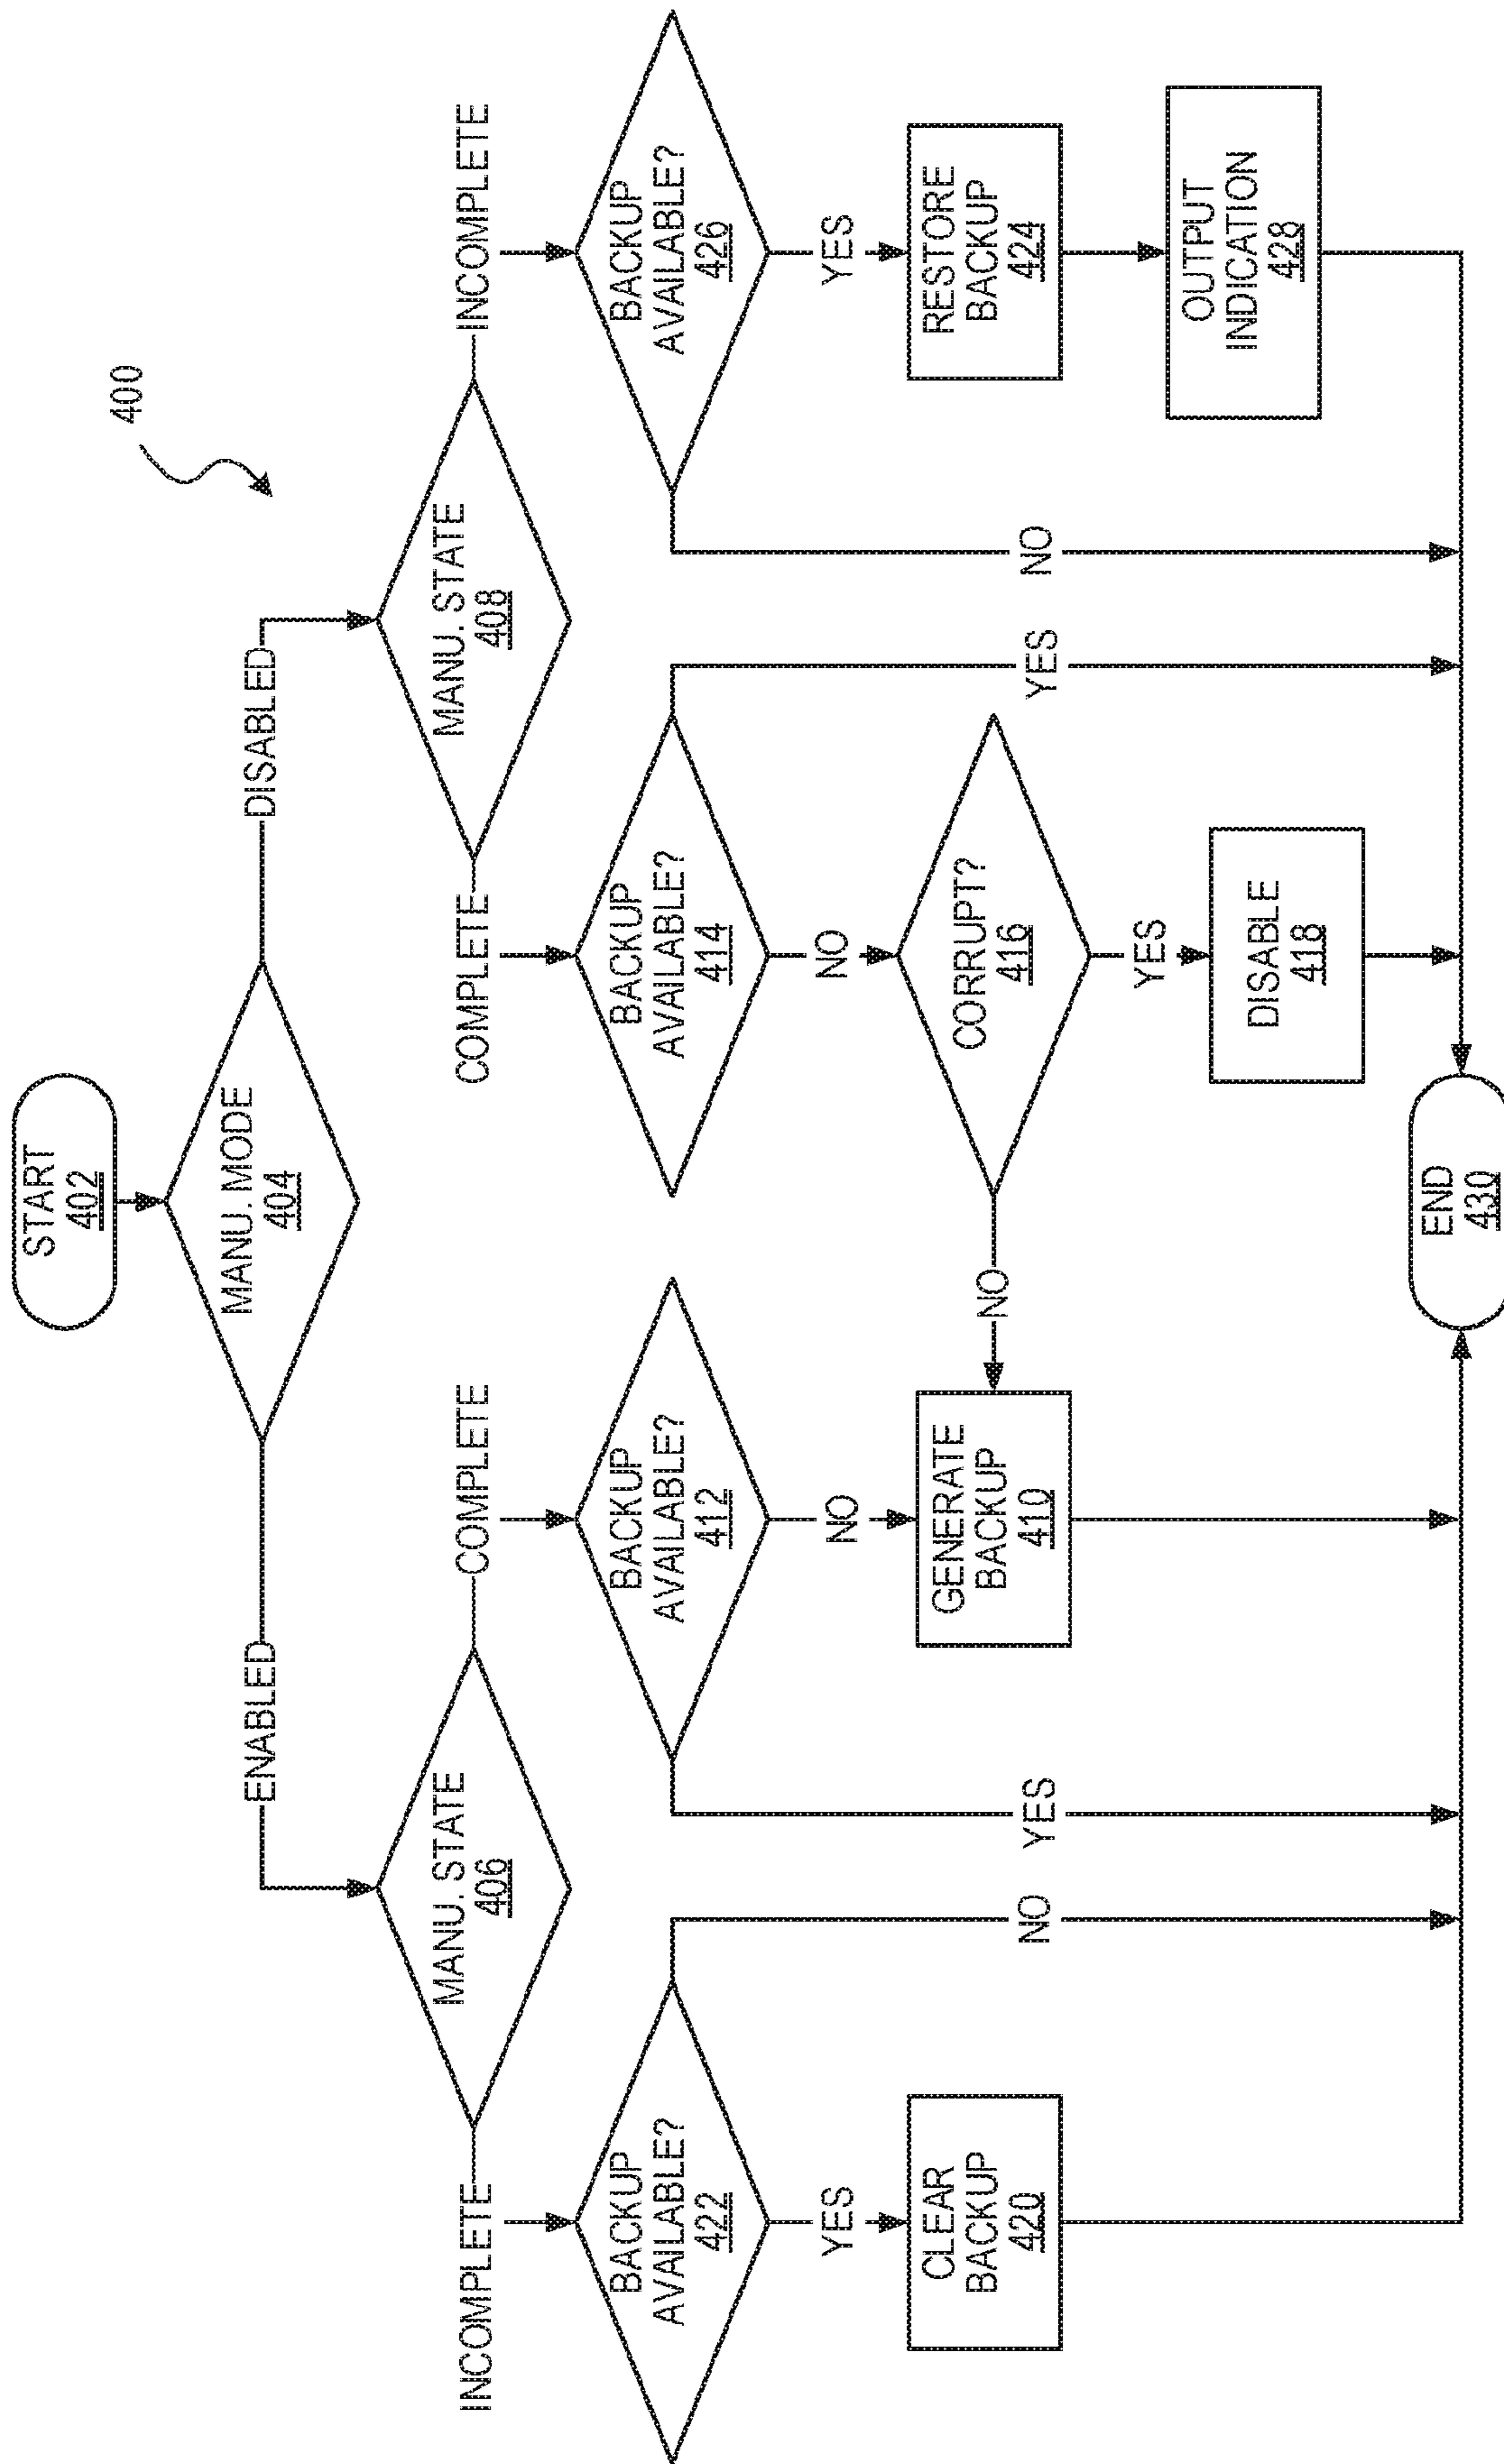 400
START
402
MANU. MODE
404
ENABLED
DISABLED
MANU. STATE
406
MANU. STATE
408
INCOMPLETE
COMPLETE
COMPLETE
INCOMPLETE
BACKUP
AVAILABLE?
422
BACKUP
AVAILABLE?
412
BACKUP
AVAILABLE?
414
BACKUP
AVAILABLE?
426
YES
NO
NO
YES
CLEAR
BACKUP
420
GENERATE
BACKUP
410
NO
CORRUPT?
416
RESTORE
BACKUP
424
NO
YES
YES
NO
YES
DISABLE
418
OUTPUT
INDICATION
428
END
430